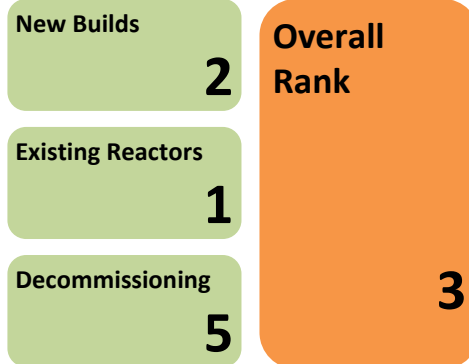 New Builds
2
Existing Reactors
1
Decommissioning
5
Overall
Rank
3